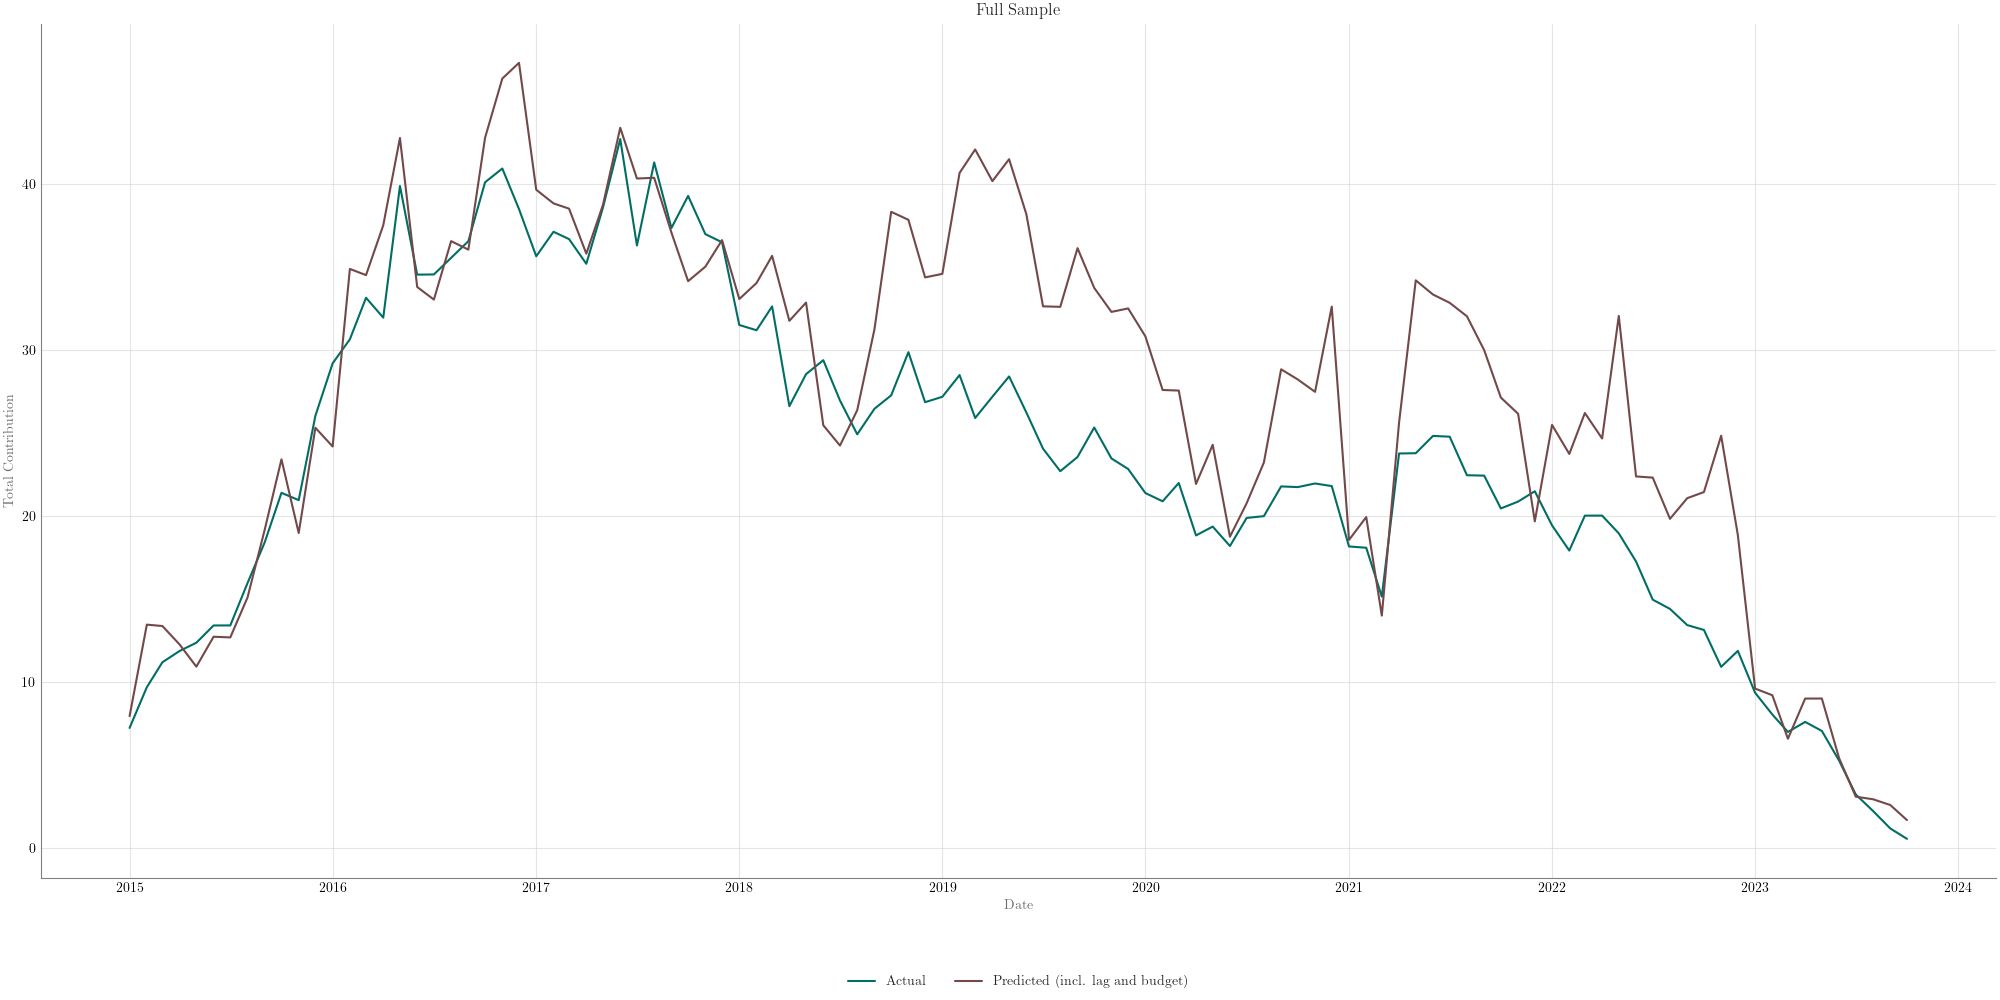 Full Sample
Total Contribution
40
30
20
10
0
2015 2016 2017 2018 2019 2020 2021 2022 2023 2024
Date
Actual Predicted (incl. lag and budget)